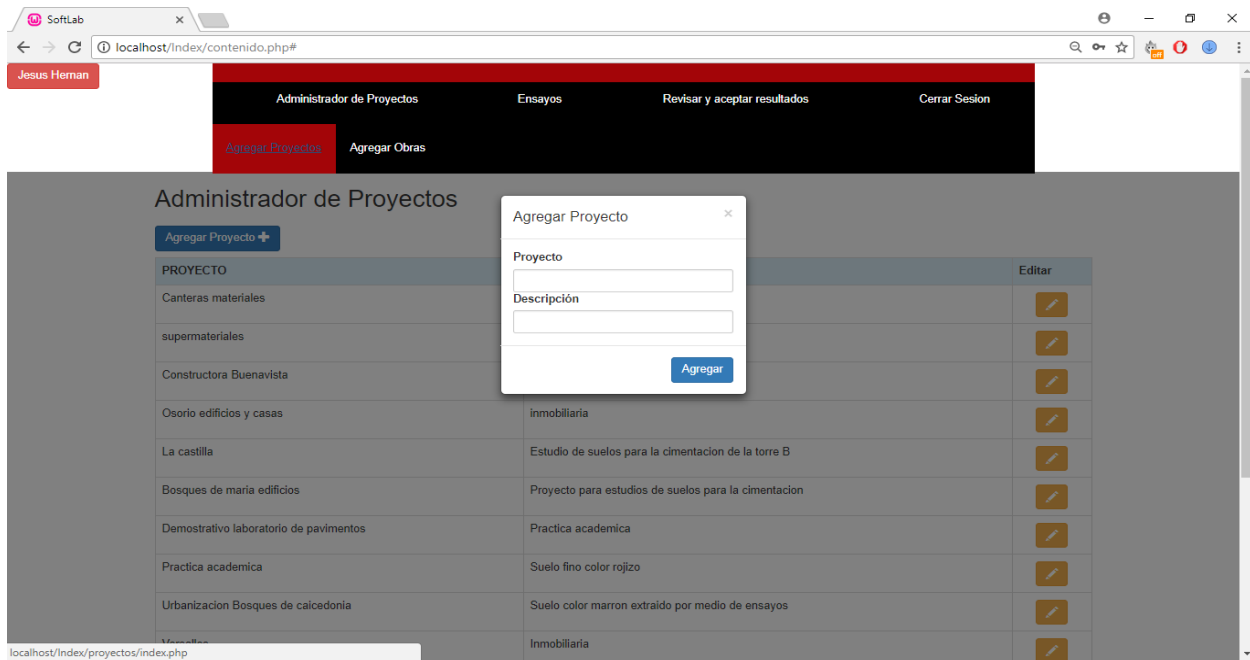 SoftLab
localhost/Index/contenido.php#
off
Jesus Hernan
Administrador de Proyectos
Ensayos
Revisar y aceptar resultados
Cerrar Sesion
Agregar Proyectos
Agregar Obras
Administrador de Proyectos
Agregar Proyecto
Agregar Proyecto
Proyecto
Descripción
Agregar
PROYECTO
Editar
Canteras materiales
supermateriales
Constructora Buenavista
Osorio edificios y casas
inmobiliaria
La castilla
Estudio de suelos para la cimentacion de la torre B
Bosques de maria edificios
Proyecto para estudios de suelos para la cimentacion
Demostrativo laboratorio de pavimentos
Practica academica
Practica academica
Suelo fino color rojizo
Urbanizacion Bosques de caicedonia
Suelo color marron extraido por medio de ensayos
Inmobiliaria
localhost/Index/proyectos/index.php